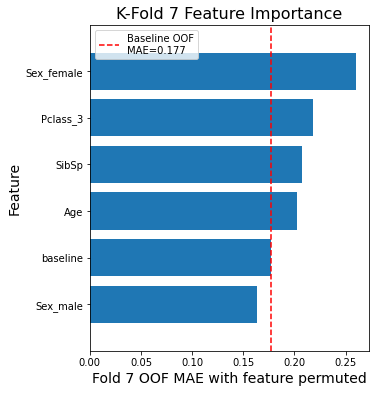 K-Fold 7 Feature Importance
Baseline OOF
MAE=0.177
Sex_female
Pclass_3
SibSp
Age
baseline
Sex_male
Feature
0.00 0.05 0.10 0.15 0.20 0.25
Fold 7 OOF MAE with feature permuted